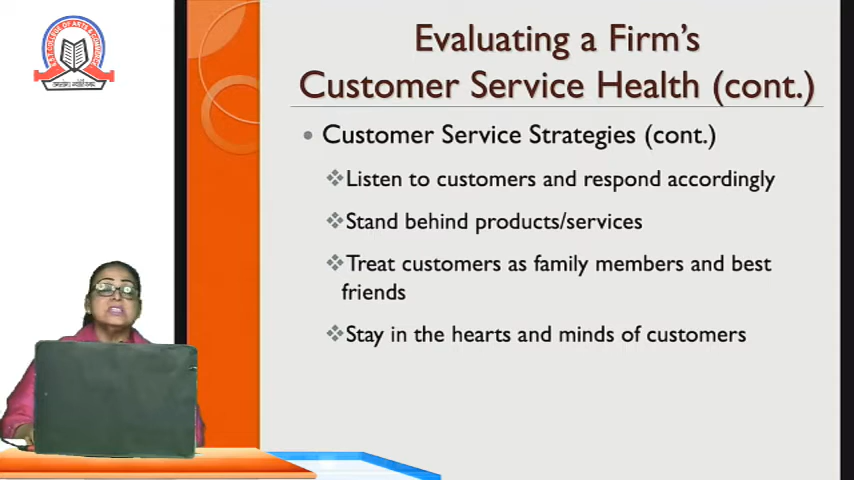 Evaluating a Firm's
Customer Service Health (cont.)
Customer Service Strategies (cont.)
Listen to customers and respond accordingly
Stand behind products/services
Treat customers as family members and best
friends
Stay in the hearts and minds of customers